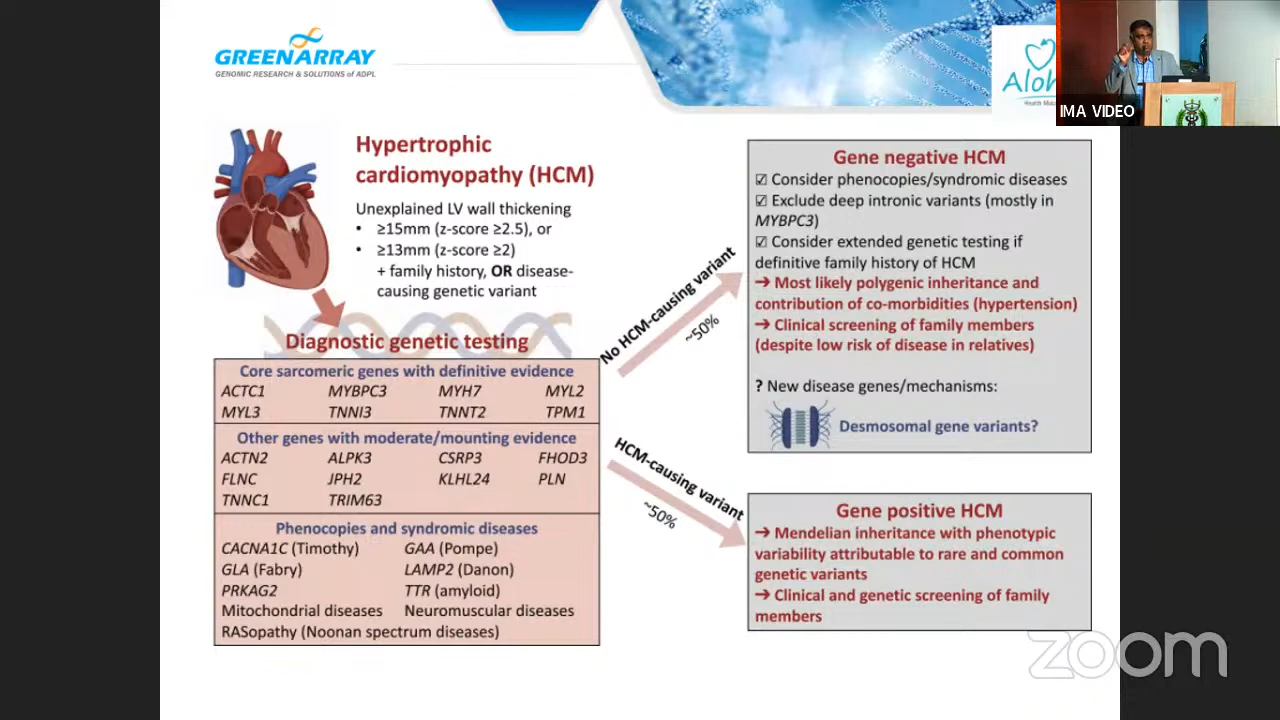 GREENARRAY
GENOMIC RESEARCH & SOLUTIONS of ADPL
IMA VIDEO
Hypertrophic
cardiomyopathy (HCM)
Unexplained LV wall thickening
• ≥15mm (z-score ≥2.5), or
• ≥13mm (z-score ≥2)
+ family history, OR disease-
causing genetic variant
Diagnostic genetic testing
Core sarcomeric genes with definitive evidence
ACTC1 MYBPC3 MYH7 MYL2
MYL3 TNNI3 TNNT2 TPM1
Other genes with moderate/mounting evidence
ACTN2 ALPK3 CSRP3 FHOD3
FLNC JPH2 KLHL24 PLN
TNNC1 TRIM63
Phenocopies and syndromic diseases
CACNA1C (Timothy) GAA (Pompe)
GLA (Fabry) LAMP2 (Danon)
PRKAG2 TTR (amyloid)
Mitochondrial diseases Neuromuscular diseases
RASopathy (Noonan spectrum diseases)
No HCM-causing variant
~50%
HCM-causing variant
~50%
Gene negative HCM
☑ Consider phenocopies/syndromic diseases
☑ Exclude deep intronic variants (mostly in
MYBPC3)
☑ Consider extended genetic testing if
definitive family history of HCM
➔ Most likely polygenic inheritance and
contribution of co-morbidities (hypertension)
➔ Clinical screening of family members
(despite low risk of disease in relatives)
? New disease genes/mechanisms:
Desmosomal gene variants?
Gene positive HCM
➔ Mendelian inheritance with phenotypic
variability attributable to rare and common
genetic variants
➔ Clinical and genetic screening of family
members
zoom